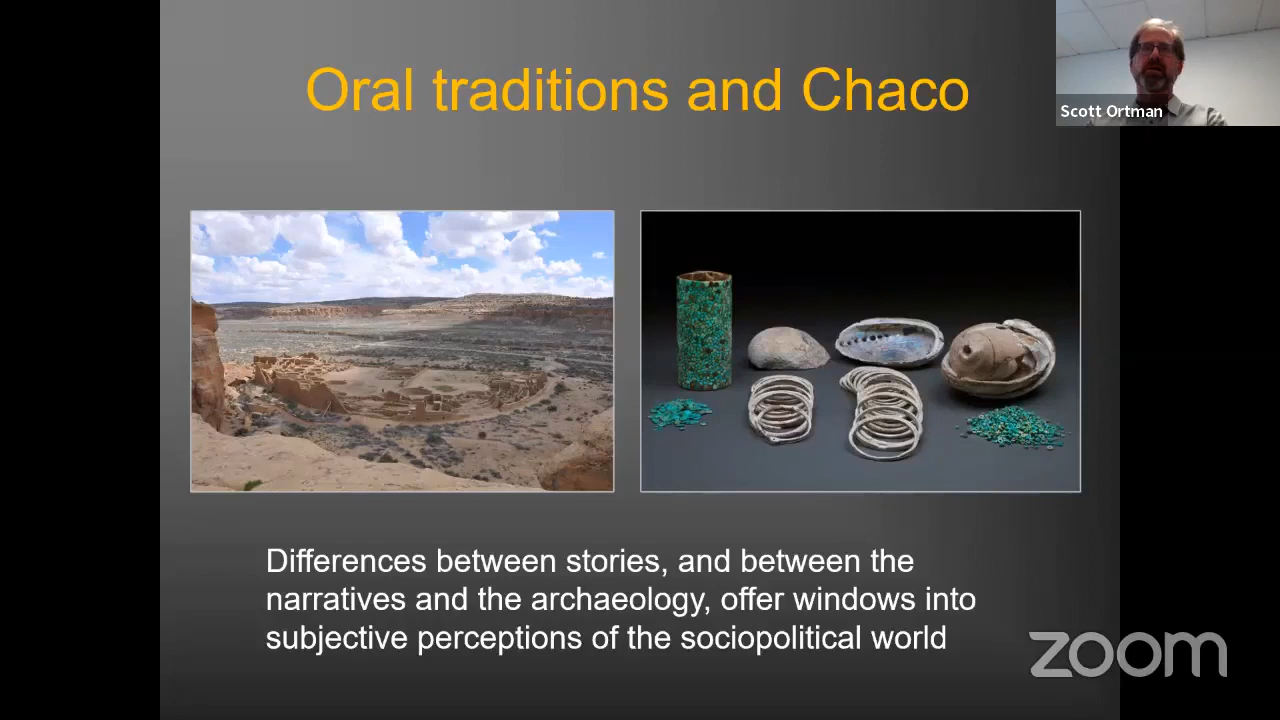 Oral traditions and Chaco
Scott Ortman
Differences between stories, and between the
narratives and the archaeology, offer windows into
subjective perceptions of the sociopolitical world
zoom